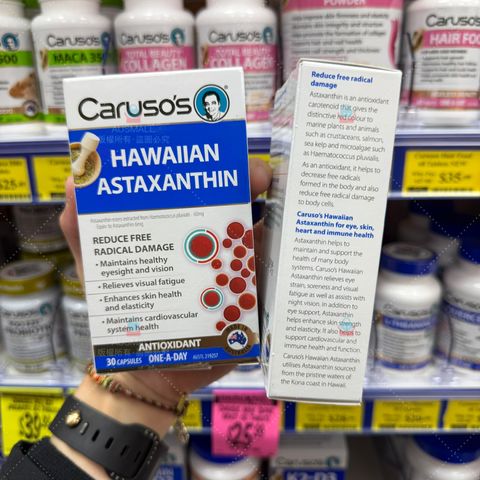 Caruso's
HAWAIIAN
ASTAXANTHIN
REDUCE FREE
RADICAL DAMAGE
• Maintains healthy
eyesight and vision
• Relieves visual fatigue
• Enhances skin health
and elasticity
• Maintains cardiovascular
system health
ANTIOXIDANT
30 CAPSULES ONE-A-DAY
Reduce free radical
damage
Astaxanthin is an antioxidant
carotenoid that gives the
distinctive red colour to
marine plants and animals
such as crustaceans, salmon,
sea kelp and microalgae such
as Haematococcus pluvialis.
As an antioxidant, it helps to
decrease free radicals
formed in the body and also
reduce free radical damage
to body cells.
Caruso's Hawaiian
Astaxanthin for eye, skin,
heart and immune health
Astaxanthin helps to
maintain and support the
health of many body
systems. Caruso's Hawaiian
Astaxanthin relieves eye
strain, soreness and visual
fatigue as well as assists with
night vision. In addition to
eye support, Astaxanthin
helps enhance skin strength
and elasticity. It also helps to
support cardiovascular
immune health and function.
Caruso's Hawaiian Astaxanthin
utilises Astaxanthin sourced
from the pristine waters of
the Kona coast in Hawaii.
Caruso's
MACA
Caruso's
TOTAL BEAUTY
COLLAGEN
Caruso's
TOTAL BEAUTY
COLLAGEN
POWDER
Caruso's
HAIR
K2+D3